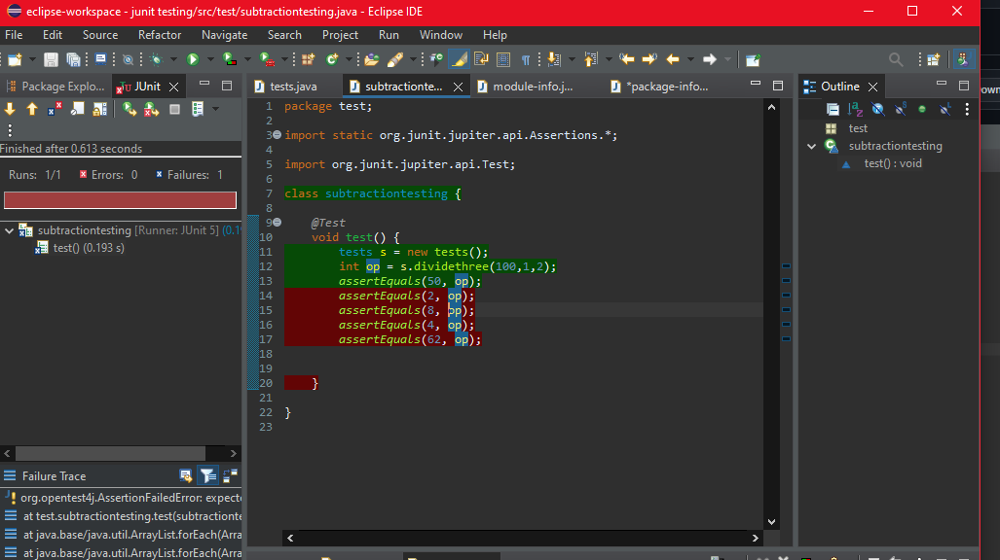 eclipse-workspace - junit testing/src/test/subtractiontesting.java - Eclipse IDE
File Edit Source Refactor Navigate Search Project Run Window Help
Package Explo... JUnit
Finished after 0.613 seconds
Runs: 1/1 Errors: 0 Failures: 1
subtractiontesting [Runner: JUnit 5] (0.1
test() (0.193 s)
Failure Trace
org.opentest4j.AssertionFailedError: expecte
at test.subtractiontesting.test(subtractionte
at java.base/java.util.ArrayList.forEach(Arra
at java.base/java.util.ArrayList.forEach(Arra
tests.java subtractionte... module-info.j... *package-info...
1 package test;
2
3 import static org.junit.jupiter.api.Assertions.*;
4
5 import org.junit.jupiter.api.Test;
6
7 class subtractiontesting {
8
9 @Test
10 void test() {
11 tests s = new tests();
12 int op = s.dividethree(100,1,2);
13 assertEquals(50, op);
14 assertEquals(2, op);
15 assertEquals(8, op);
16 assertEquals(4, op);
17 assertEquals(62, op);
18
19
20 }
21
22 }
23
Outline
test
subtractiontesting
test() : void
own